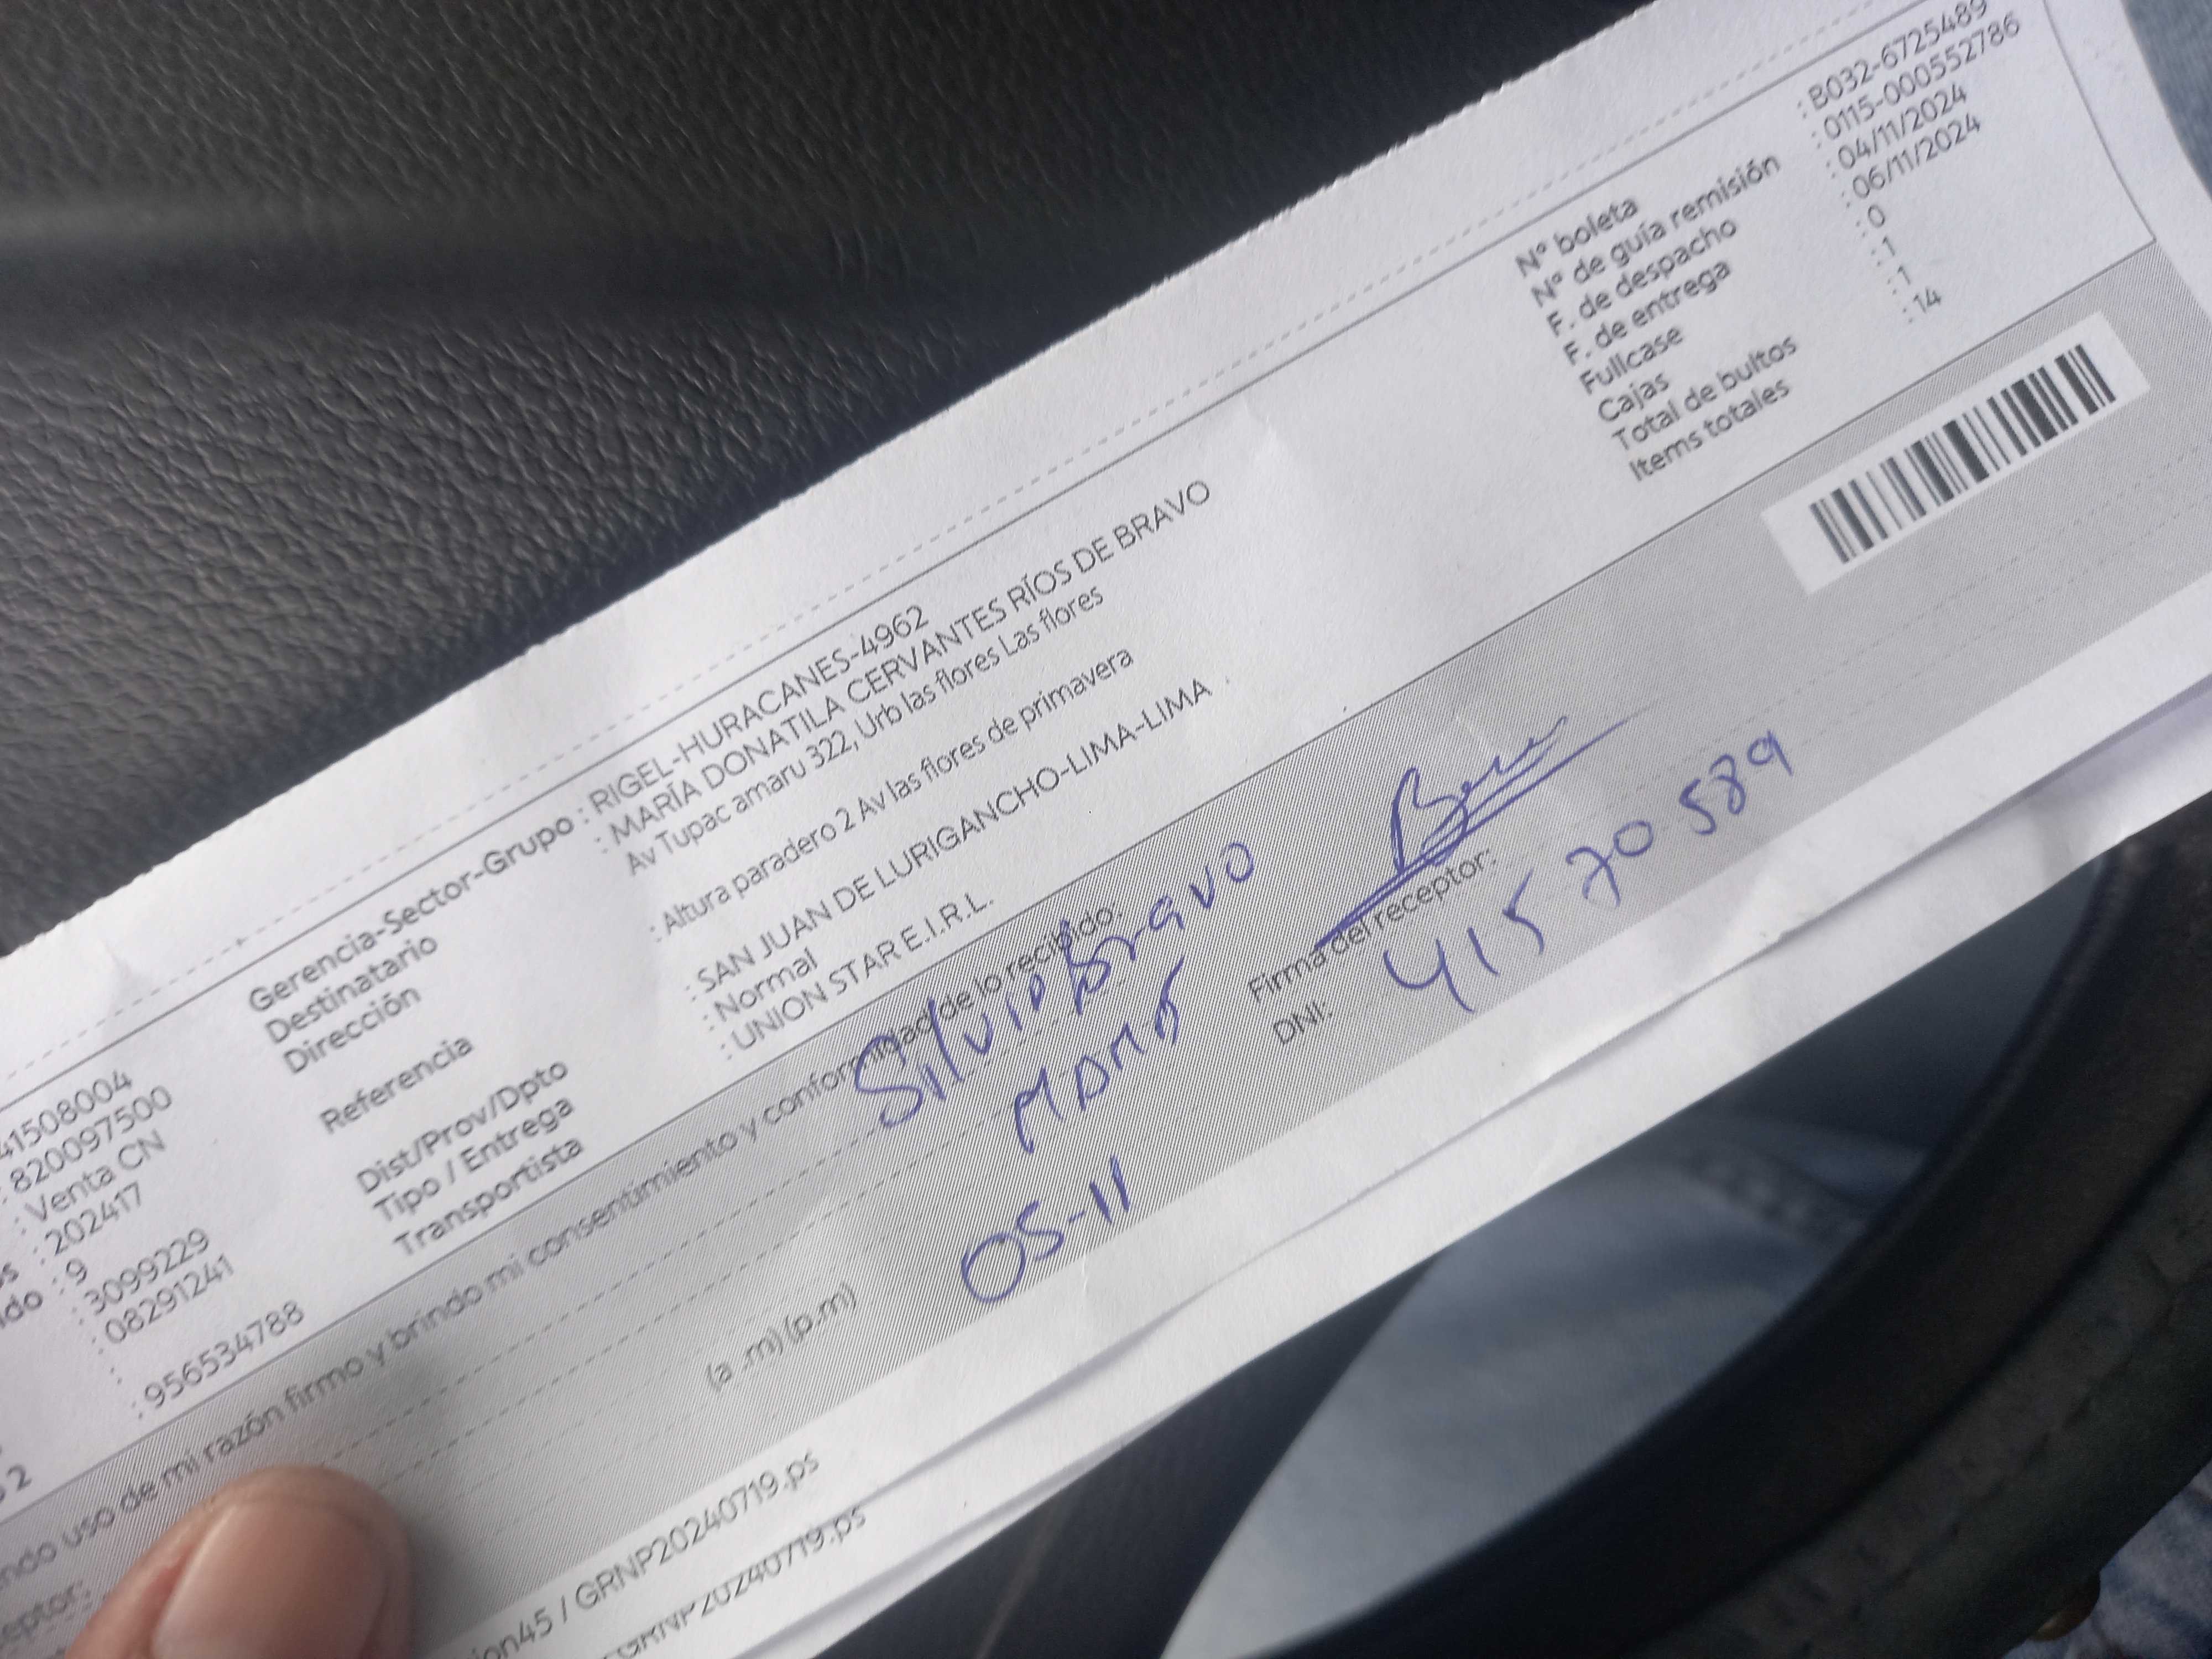 41508004
: 820097500
: Venta CN
: 202417
: 9
: 3099229
: 08291241
:
: 956534788
2
Gerencia-Sector-Grupo : RIGEL-HURACANES-4962
Destinatario : MARÍA DONATILA CERVANTES RÍOS DE BRAVO
Dirección Av Tupac amaru 322, Urb las flores Las flores
Referencia : Altura paradero 2 Av las flores de primavera
Dist/Prov/Dpto : SAN JUAN DE LURIGANCHO-LIMA-LIMA
Tipo / Entrega : Normal
Transportista : UNION STAR E.I.R.L.
N° boleta : B032-6725489
N° de guía remisión : 0115-000552786
F. de despacho : 04/11/2024
F. de entrega : 06/11/2024
Fullcase : 0
Cajas : 1
Total de bultos : 1
Items totales : 14
uso de mi razón firmo y brindo mi consentimiento y conformidad de lo recibido:
Silvio Bravo
(a .m) (p.m)
05-11
Firma del receptor:
DNI: 41570589
ion45 / GRNP20240719.ps
GRNP20240719.ps